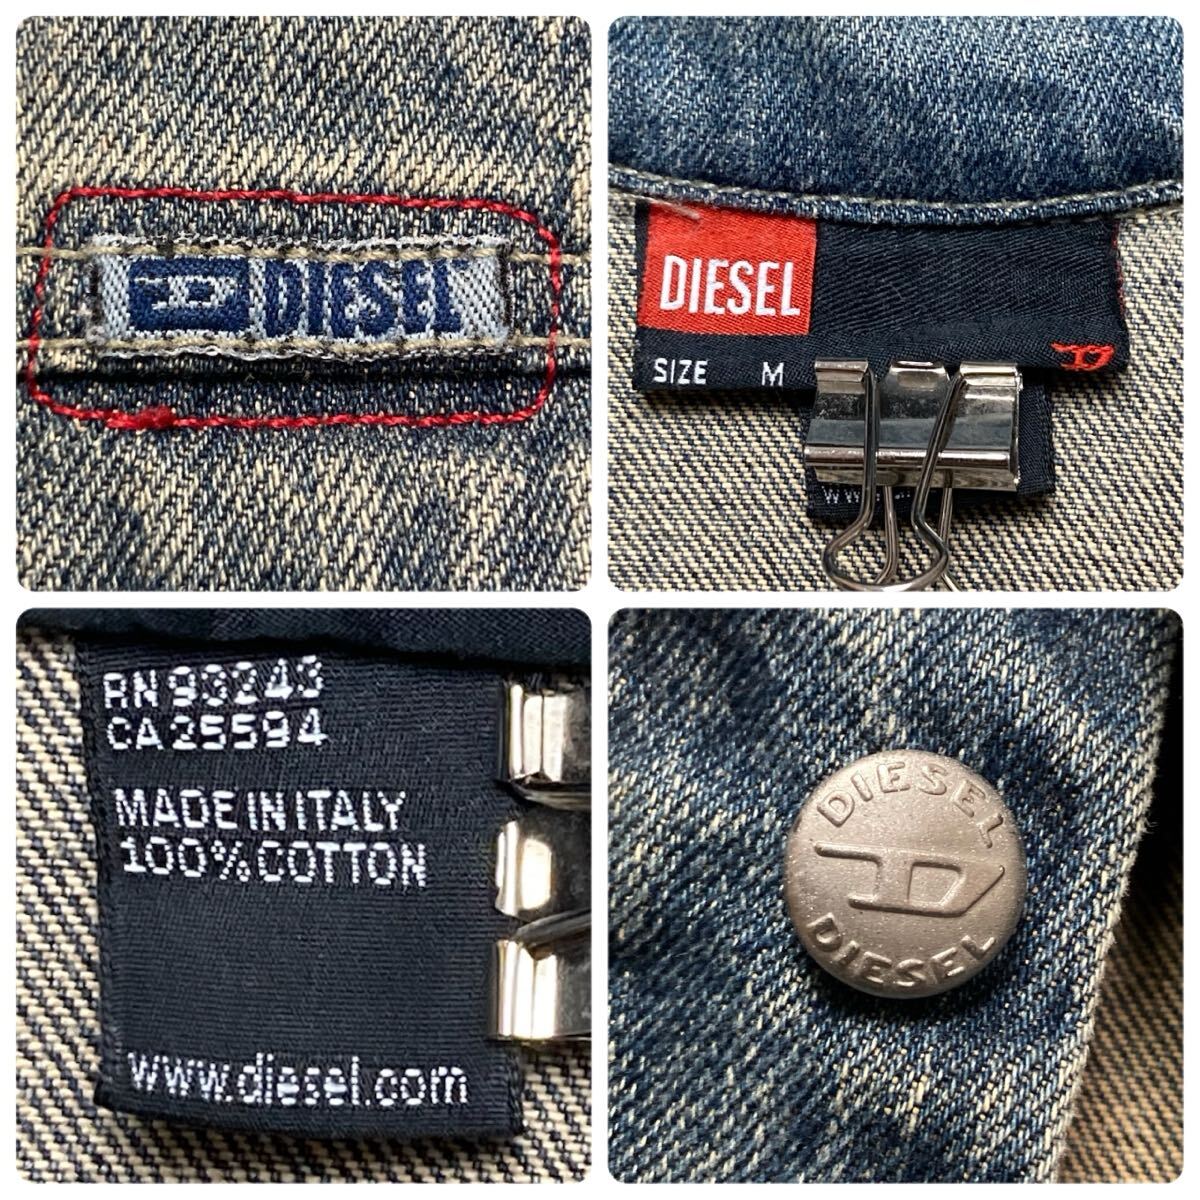 D DIESEL
DIESEL
SIZE M
D
RN 93243
CA 25594
MADE IN ITALY
100% COTTON
www.diesel.com
DIESEL
D
DIESEL